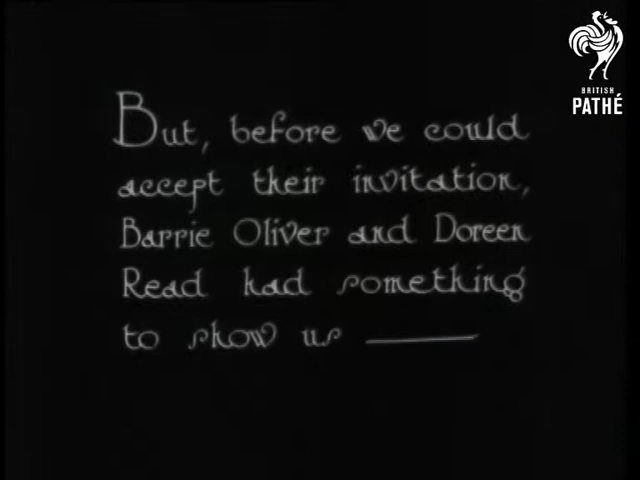 But, before we could
accept their invitation,
Barrie Oliver and Doreen
Read had something
to show us ———
BRITISH
PATHÉ